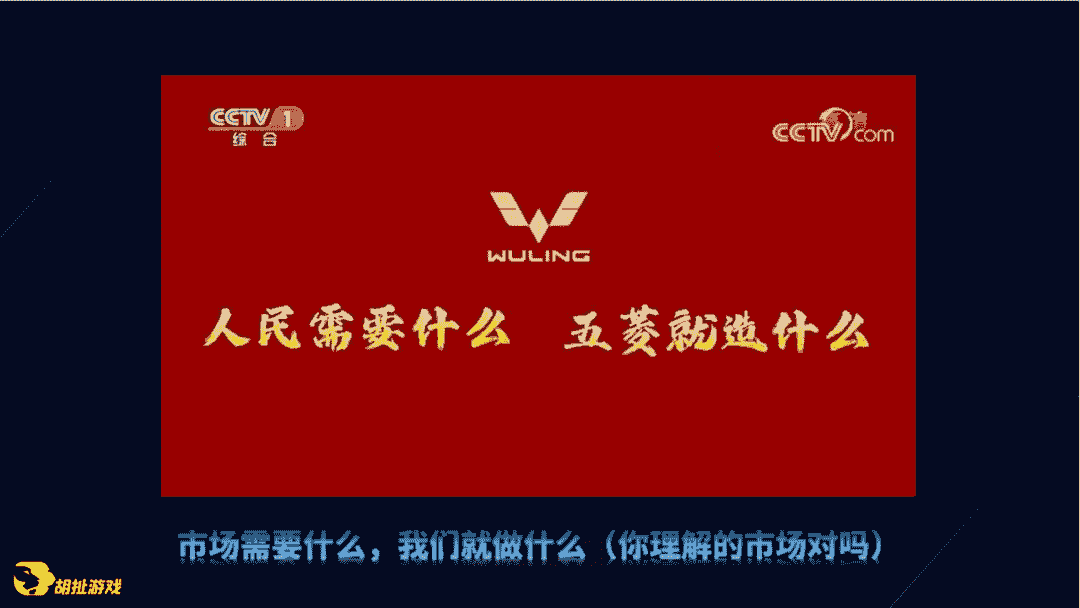 CCTV 1
综合
CCTV com
WULING
人民需要什么 五菱就造什么
市场需要什么，我们就做什么（你理解的市场对吗）
胡扯游戏